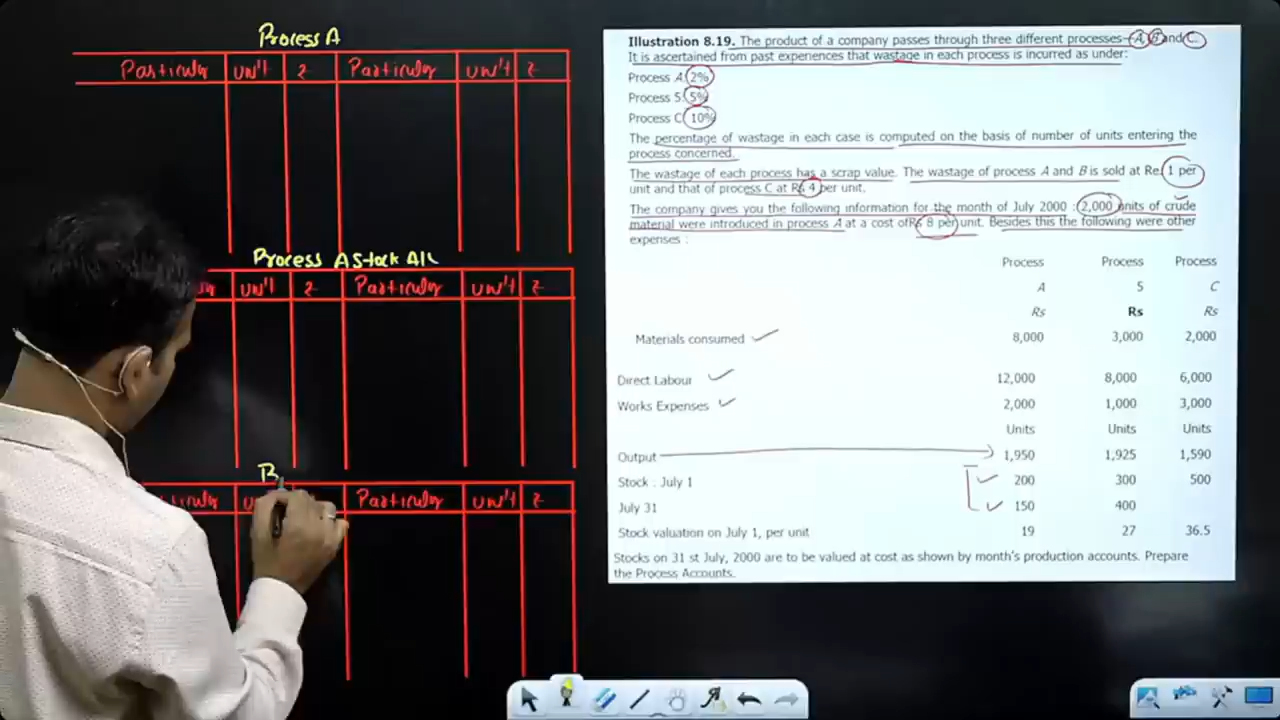 Process A
Particulr Un't ₹ Particulr Un't ₹
Process A Stock A/c
Un't ₹ Particulr Un't ₹
B
Particulr Un't ₹
Illustration 8.19. The product of a company passes through three different processes—A, B and C.
It is ascertained from past experiences that wastage in each process is incurred as under:
Process A: 2%
Process 5: 5%
Process C: 10%
The percentage of wastage in each case is computed on the basis of number of units entering the
process concerned.
The wastage of each process has a scrap value. The wastage of process A and B is sold at Re. 1 per
unit and that of process C at Rs 4 per unit.
The company gives you the following information for the month of July 2000 : 2,000 units of crude
material were introduced in process A at a cost of Rs 8 per unit. Besides this the following were other
expenses :
Process Process Process
A 5 C
Rs Rs Rs
Materials consumed 8,000 3,000 2,000
Direct Labour 12,000 8,000 6,000
Works Expenses 2,000 1,000 3,000
Units Units Units
Output 1,950 1,925 1,590
Stock : July 1 200 300 500
July 31 150 400
Stock valuation on July 1, per unit 19 27 36.5
Stocks on 31 st July, 2000 are to be valued at cost as shown by month's production accounts. Prepare
the Process Accounts.